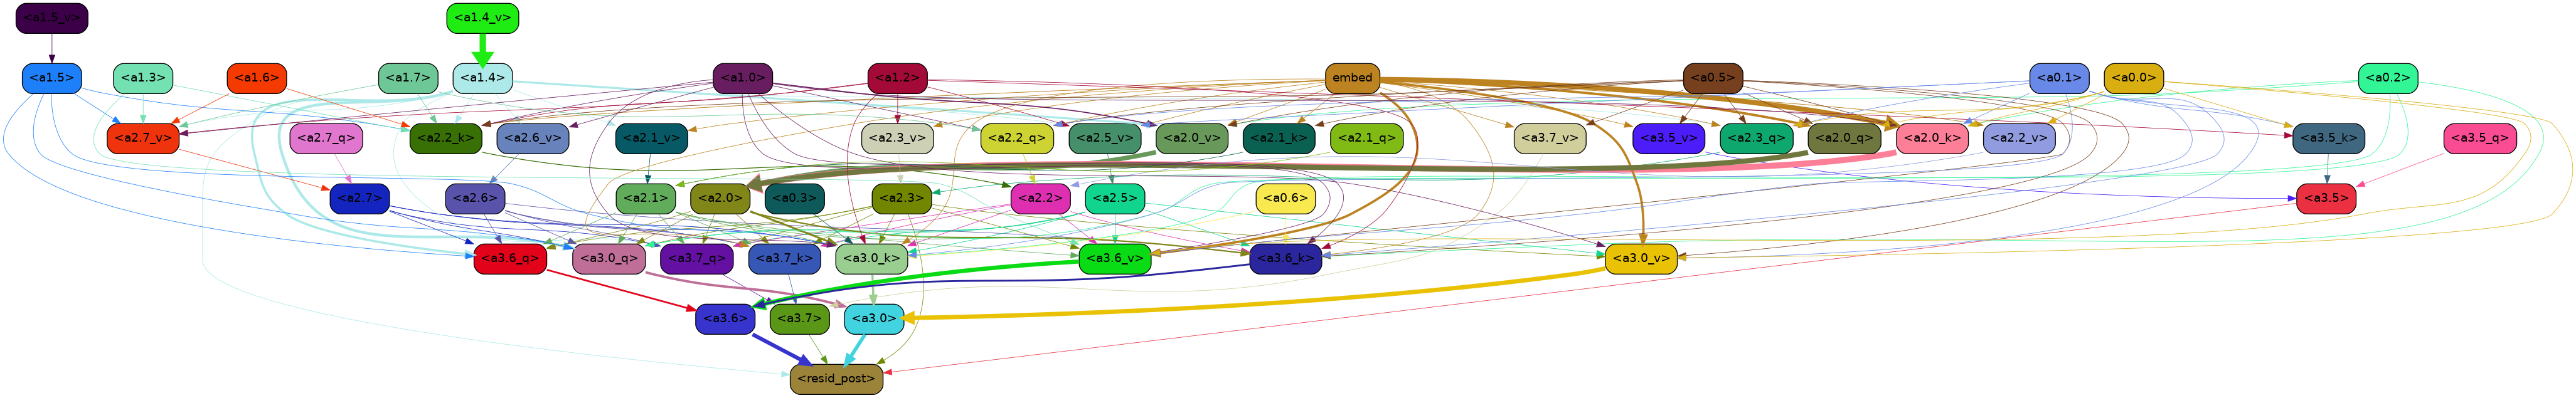 <a1.5_v> <a1.4_v>
<a1.5> <a1.3> <a1.6> <a1.7> <a1.4> <a1.0> <a1.2> embed <a0.5> <a0.1> <a0.0> <a0.2>
<a2.7_v> <a2.7_q> <a2.2_k> <a2.6_v> <a2.1_v> <a2.3_v> <a2.2_q> <a2.5_v> <a2.0_v> <a2.1_k> <a2.1_q> <a3.7_v> <a3.5_v> <a2.3_q> <a2.0_q> <a2.0_k> <a2.2_v> <a3.5_k> <a3.5_q>
<a2.7> <a2.6> <a2.1> <a2.0> <a0.3> <a2.3> <a2.2> <a2.5> <a0.6> <a3.5>
<a3.6_q> <a3.0_q> <a3.7_q> <a3.7_k> <a3.0_k> <a3.6_v> <a3.6_k> <a3.0_v>
<a3.6> <a3.7> <a3.0>
<resid_post>